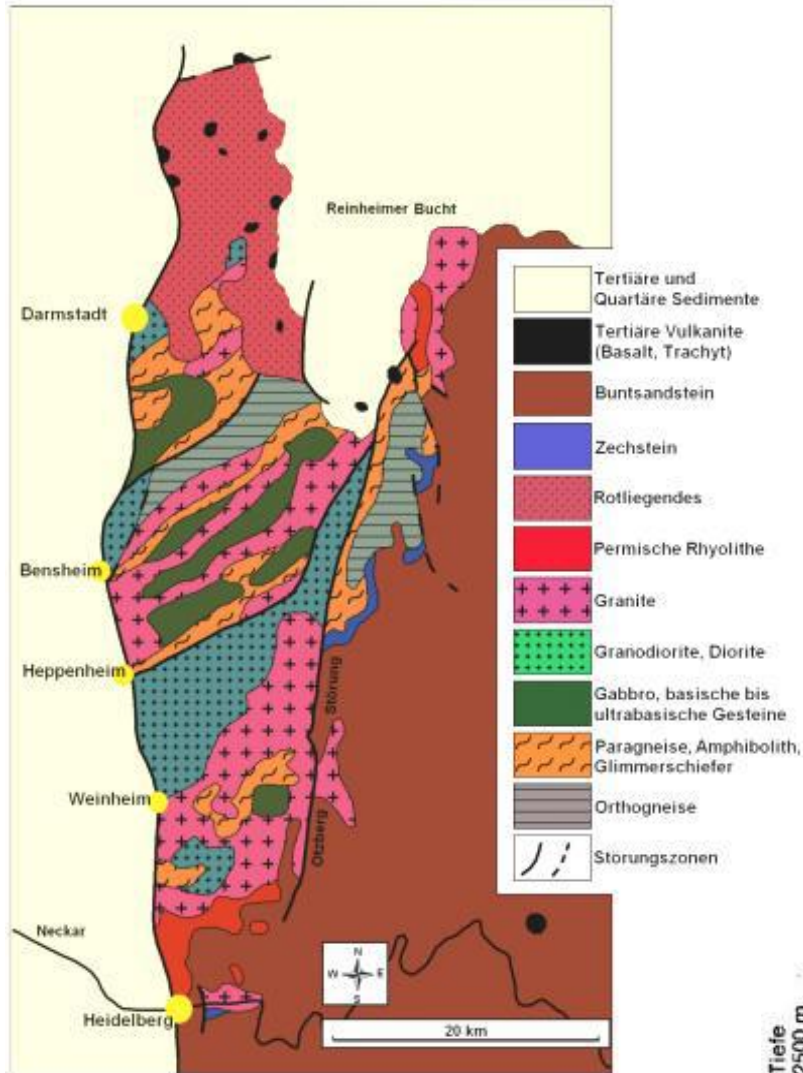 Reinheimer Bucht
Darmstadt
Bensheim
Heppenheim
Weinheim
Neckar
Heidelberg
Otzberg Störung
Tertiäre und
Quartäre Sedimente
Tertiäre Vulkanite
(Basalt, Trachyt)
Buntsandstein
Zechstein
Rotliegendes
Permische Rhyolithe
Granite
Granodiorite, Diorite
Gabbro, basische bis
ultrabasische Gesteine
Paragneise, Amphibolith,
Glimmerschiefer
Orthogneise
Störungszonen
N
W E
S
20 km
Tiefe
2500 m